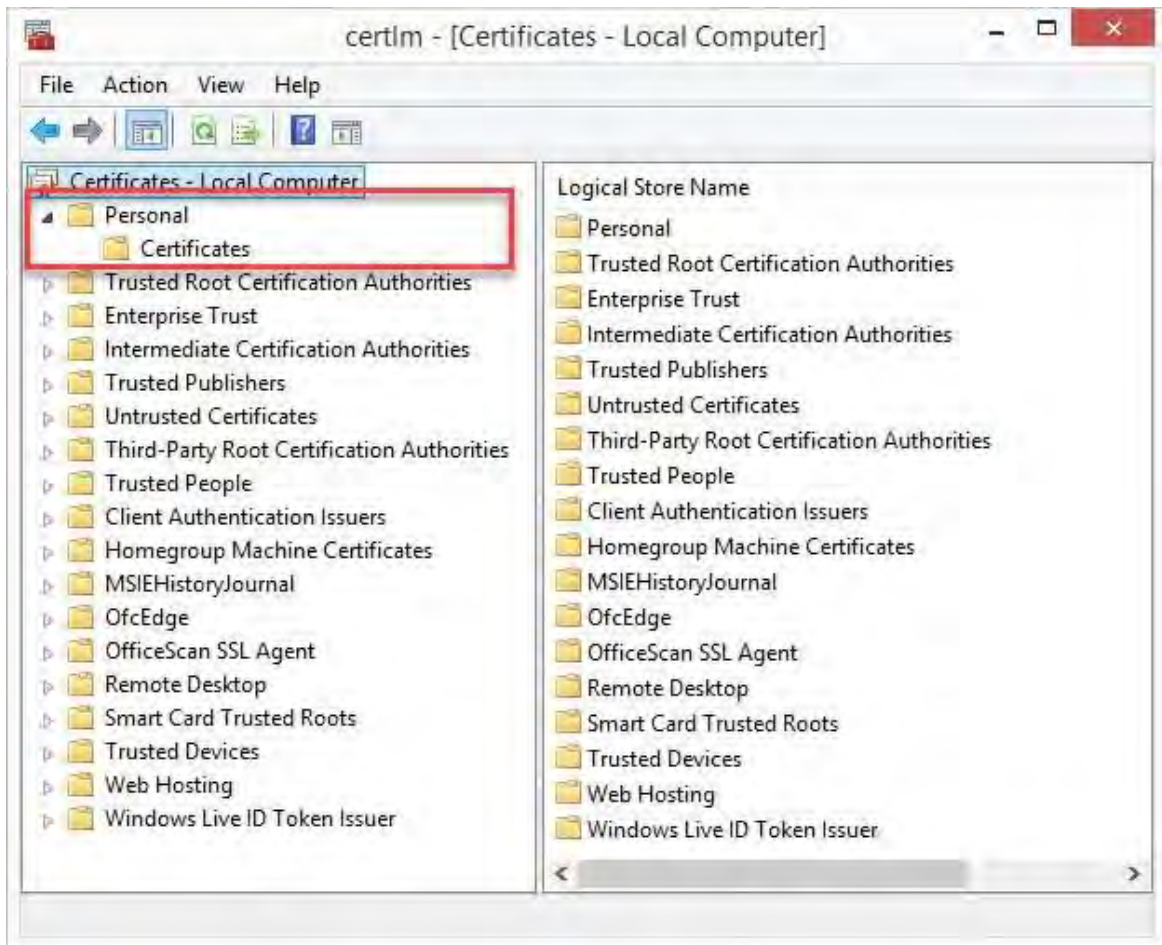 certlm - [Certificates - Local Computer]
File Action View Help
Certificates - Local Computer
Personal
Certificates
Trusted Root Certification Authorities
Enterprise Trust
Intermediate Certification Authorities
Trusted Publishers
Untrusted Certificates
Third-Party Root Certification Authorities
Trusted People
Client Authentication Issuers
Homegroup Machine Certificates
MSIEHistoryJournal
OfcEdge
OfficeScan SSL Agent
Remote Desktop
Smart Card Trusted Roots
Trusted Devices
Web Hosting
Windows Live ID Token Issuer
Logical Store Name
Personal
Trusted Root Certification Authorities
Enterprise Trust
Intermediate Certification Authorities
Trusted Publishers
Untrusted Certificates
Third-Party Root Certification Authorities
Trusted People
Client Authentication Issuers
Homegroup Machine Certificates
MSIEHistoryJournal
OfcEdge
OfficeScan SSL Agent
Remote Desktop
Smart Card Trusted Roots
Trusted Devices
Web Hosting
Windows Live ID Token Issuer